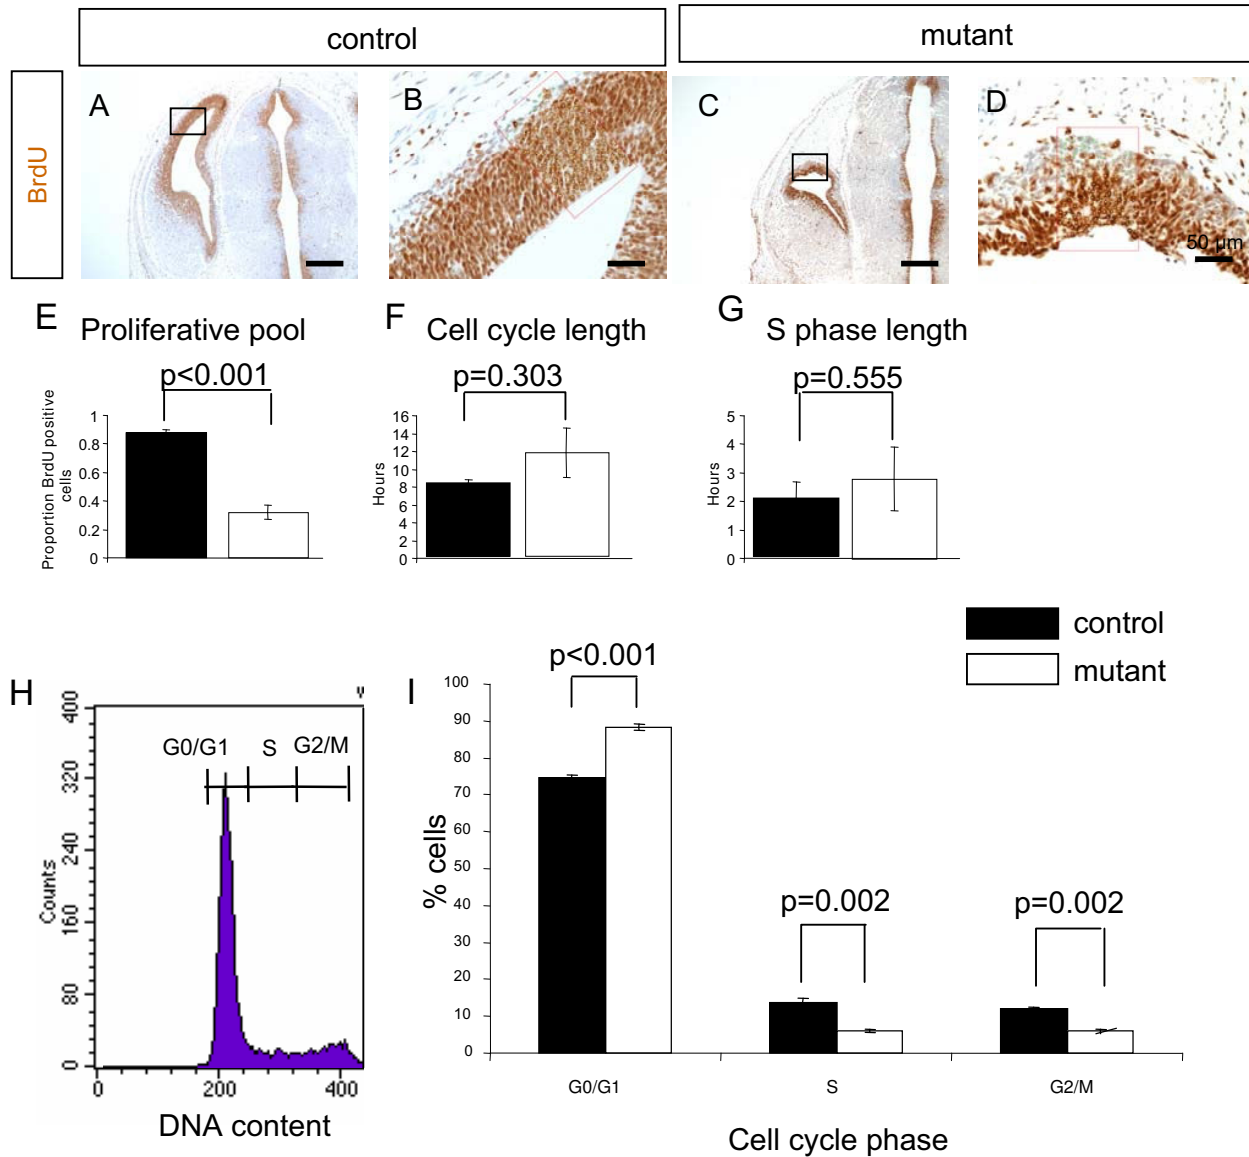 control
mutant
BrdU
A
B
C
D
50 µm
E
Proliferative pool
p<0.001
Proportion BrdU positive
cells
1
0.8
0.6
0.4
0.2
0
F
Cell cycle length
p=0.303
Hours
16
14
12
10
8
6
4
2
0
G
S phase length
p=0.555
Hours
5
4
3
2
1
0
control
mutant
H
400
320
240
160
80
0
Counts
G0/G1
S
G2/M
0
200
400
DNA content
I
% cells
100
90
80
70
60
50
40
30
20
10
0
p<0.001
p=0.002
p=0.002
G0/G1
S
G2/M
Cell cycle phase